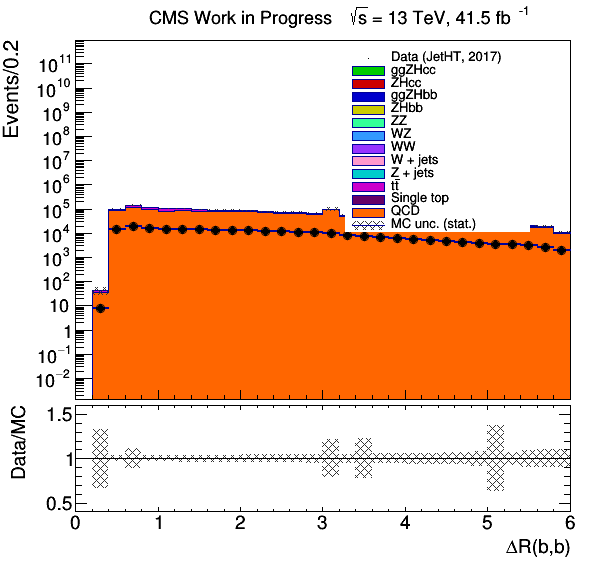 CMS Work in Progress √s = 13 TeV, 41.5 fb⁻¹
Events/0.2
10¹¹
10¹⁰
10⁹
10⁸
10⁷
10⁶
10⁵
10⁴
10³
10²
10
1
10⁻¹
10⁻²
Data (JetHT, 2017)
ggZHcc
ZHcc
ggZHbb
ZHbb
ZZ
WZ
WW
W + jets
Z + jets
tt̄
Single top
QCD
MC unc. (stat.)
Data/MC
1.5
1
0.5
0 1 2 3 4 5 6
ΔR(b,b)